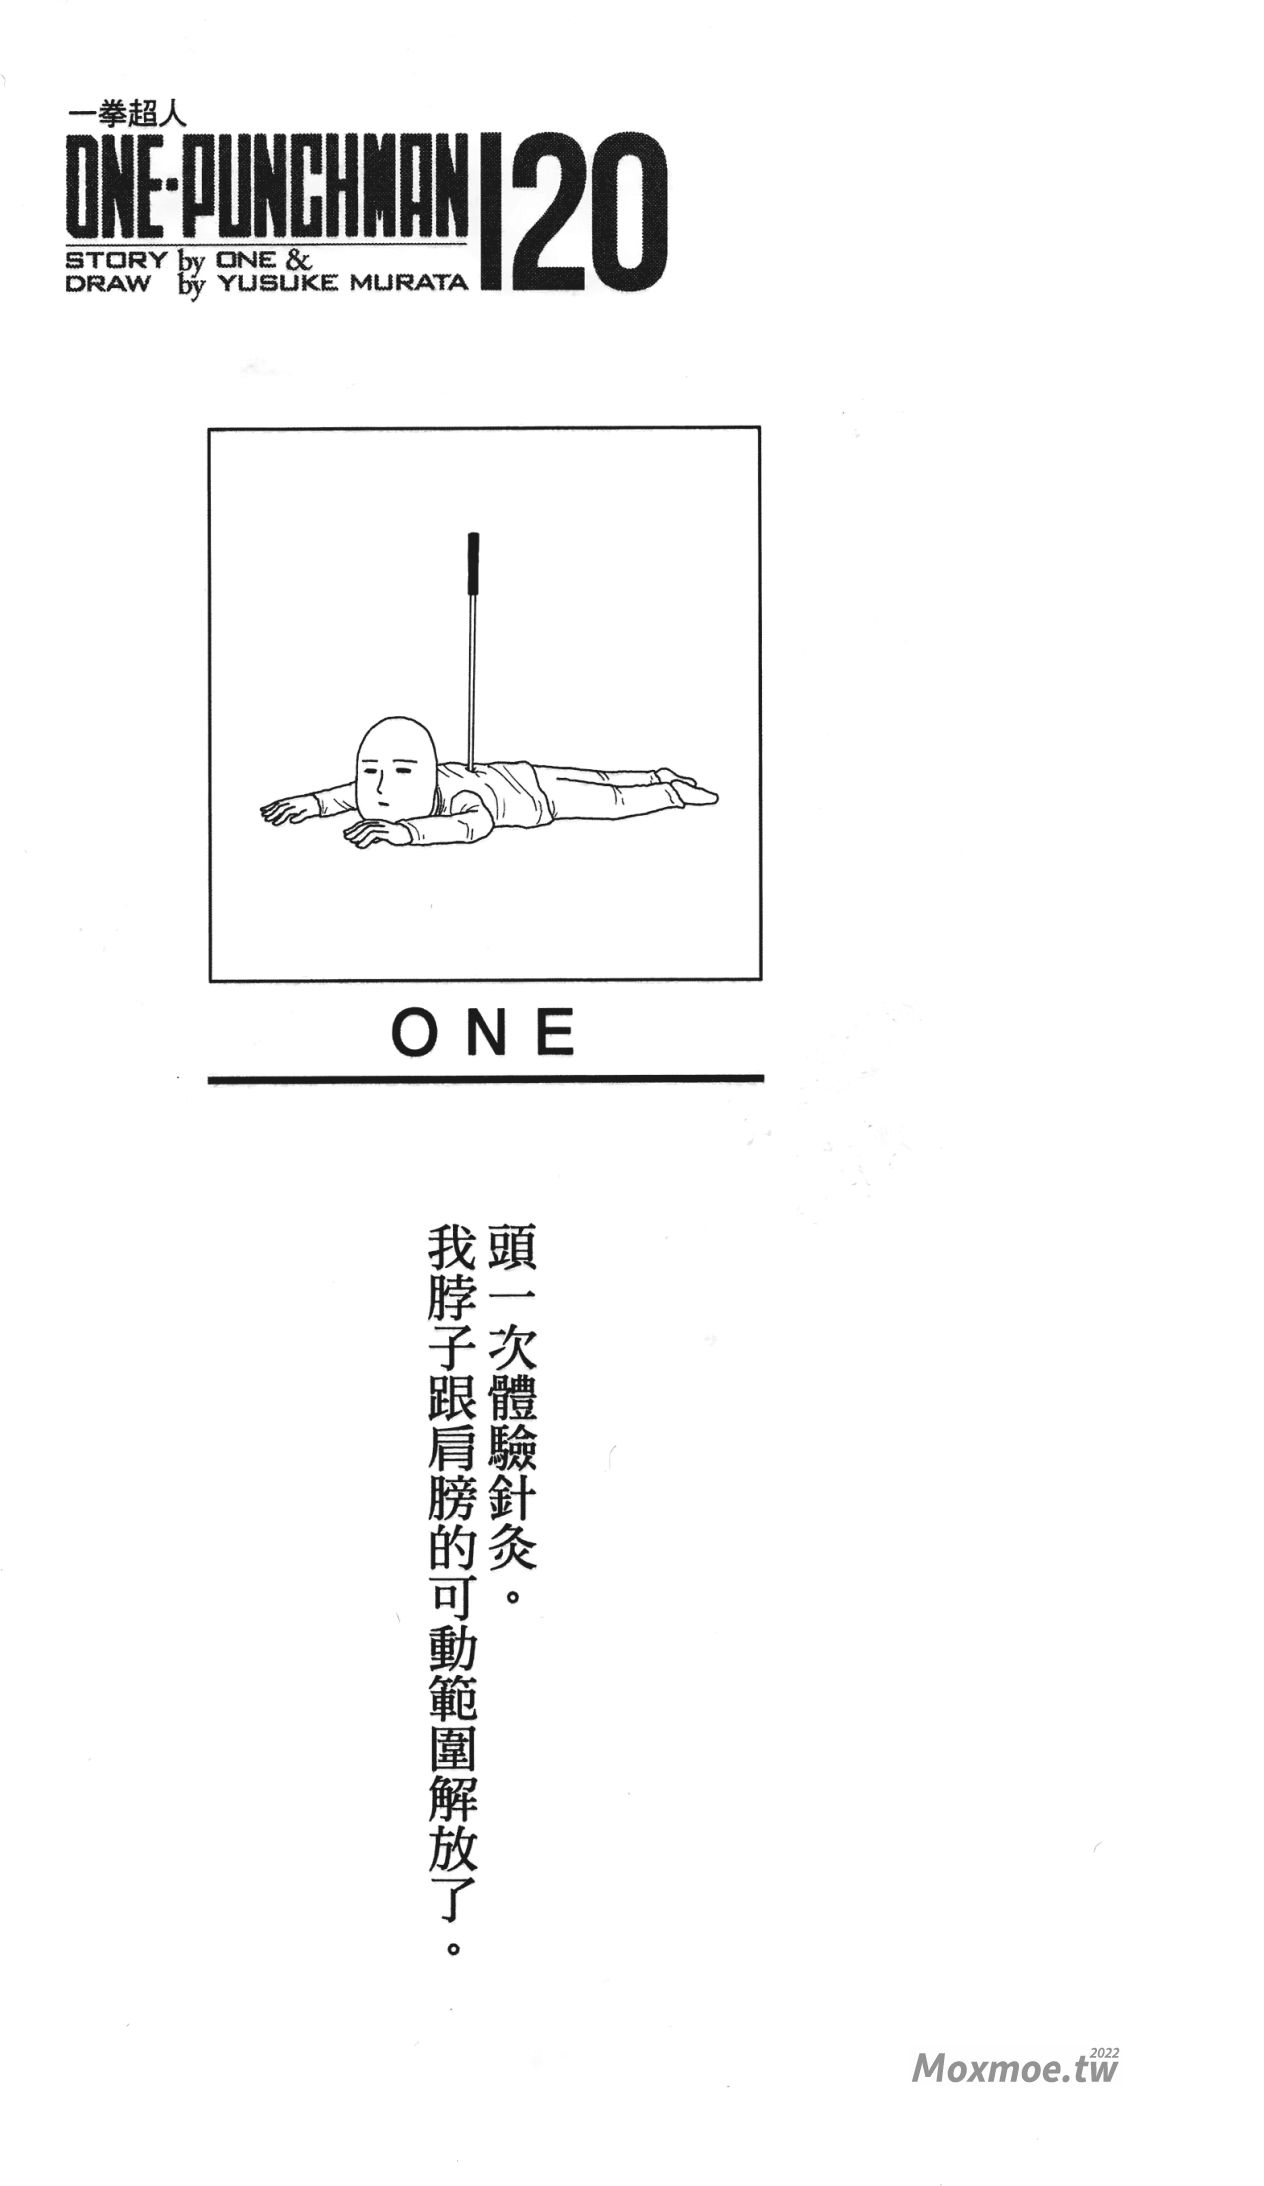 一拳超人
ONE-PUNCHMAN 120
STORY by ONE &
DRAW by YUSUKE MURATA
ONE
頭一次體驗針灸。
我脖子跟肩膀的可動範圍解放了。
Moxmoe.tw 2022